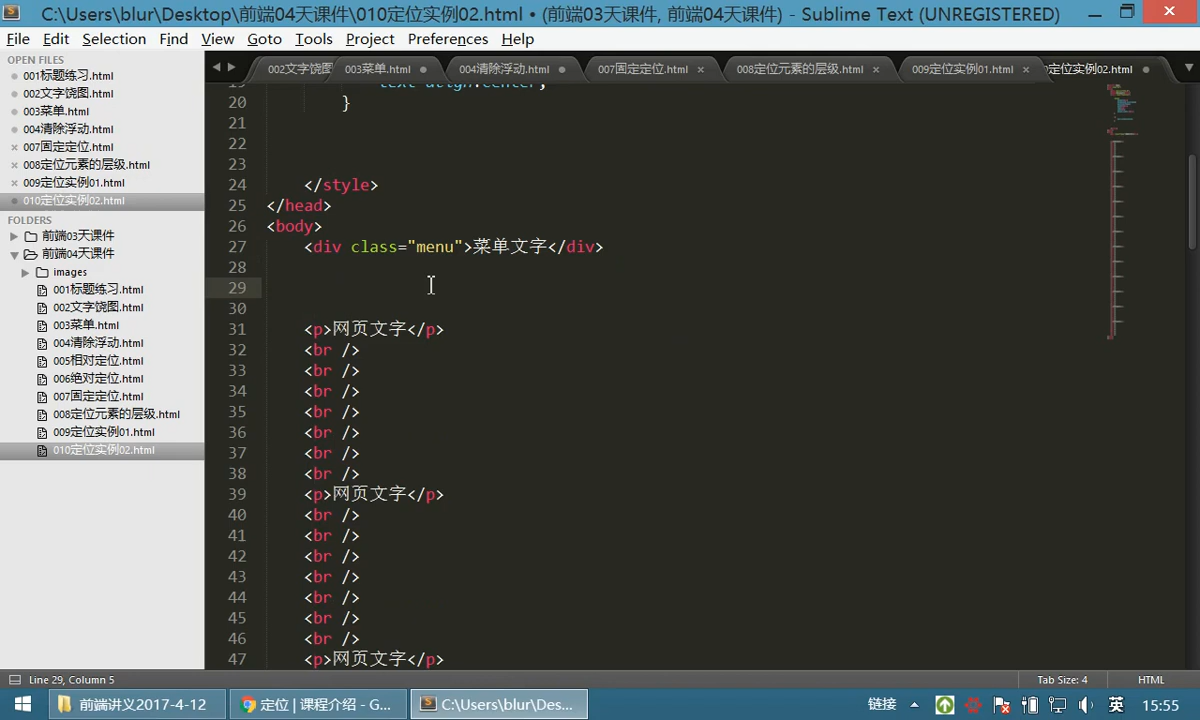 C:\Users\blur\Desktop\前端04天课件\010定位实例02.html • (前端03天课件, 前端04天课件) - Sublime Text (UNREGISTERED)
File Edit Selection Find View Goto Tools Project Preferences Help
OPEN FILES
001标题练习.html
002文字饶图.html
003菜单.html
004清除浮动.html
007固定定位.html
008定位元素的层级.html
009定位实例01.html
010定位实例02.html
FOLDERS
前端03天课件
前端04天课件
images
001标题练习.html
002文字饶图.html
003菜单.html
004清除浮动.html
005相对定位.html
006绝对定位.html
007固定定位.html
008定位元素的层级.html
009定位实例01.html
010定位实例02.html
002文字饶图 003菜单.html 004清除浮动.html 007固定定位.html 008定位元素的层级.html 009定位实例01.html 定位实例02.html
19 text-align:center;
20 }
21
22
23
24 </style>
25 </head>
26 <body>
27 <div class="menu">菜单文字</div>
28
29
30
31 <p>网页文字</p>
32 <br />
33 <br />
34 <br />
35 <br />
36 <br />
37 <br />
38 <br />
39 <p>网页文字</p>
40 <br />
41 <br />
42 <br />
43 <br />
44 <br />
45 <br />
46 <br />
47 <p>网页文字</p>
Line 29, Column 5 Tab Size: 4 HTML
前端讲义2017-4-12 定位 | 课程介绍 - G... C:\Users\blur\Des... 链接 英 15:55